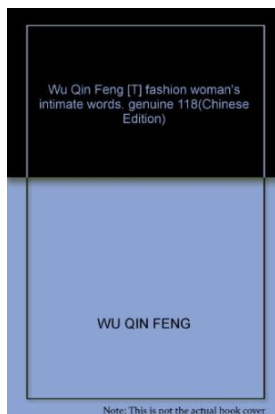 Wu Qin Feng [T] fashion woman's
intimate words. genuine 118(Chinese
Edition)
WU QIN FENG
Note: This is not the actual book cover